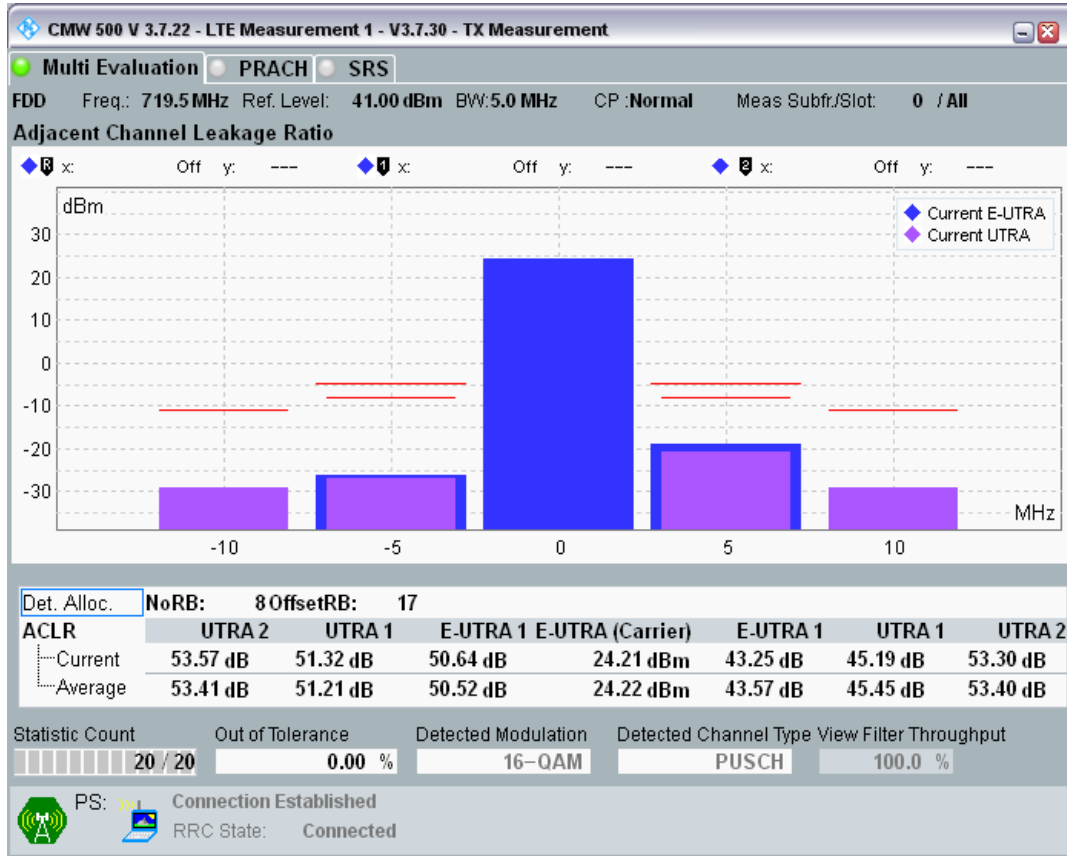 CMW 500 V 3.7.22 - LTE Measurement 1 - V3.7.30 - TX Measurement
Multi Evaluation PRACH SRS
FDD Freq.: 719.5 MHz Ref. Level: 41.00 dBm BW: 5.0 MHz CP : Normal Meas Subfr./Slot: 0 / All
Adjacent Channel Leakage Ratio
R x: Off y: --- 1 x: Off y: --- 2 x: Off y: ---
dBm
Current E-UTRA
Current UTRA
30
20
10
0
-10
-20
-30
MHz
-10 -5 0 5 10
Det. Alloc. NoRB: 8 OffsetRB: 17
ACLR UTRA 2 UTRA 1 E-UTRA 1 E-UTRA (Carrier) E-UTRA 1 UTRA 1 UTRA 2
Current 53.57 dB 51.32 dB 50.64 dB 24.21 dBm 43.25 dB 45.19 dB 53.30 dB
Average 53.41 dB 51.21 dB 50.52 dB 24.22 dBm 43.57 dB 45.45 dB 53.40 dB
Statistic Count Out of Tolerance Detected Modulation Detected Channel Type View Filter Throughput
20 / 20 0.00 % 16-QAM PUSCH 100.0 %
PS: Connection Established
RRC State: Connected